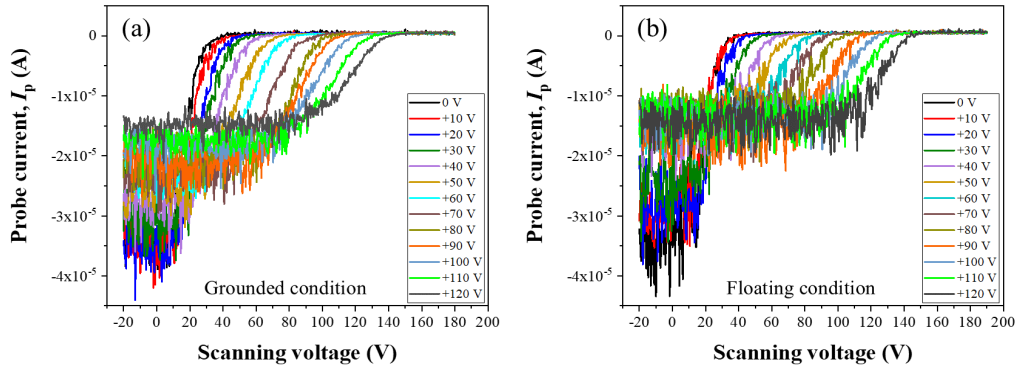 (a)
Probe current, Iₚ (A)
0
-1x10⁻⁵
-2x10⁻⁵
-3x10⁻⁵
-4x10⁻⁵
0 V
+10 V
+20 V
+30 V
+40 V
+50 V
+60 V
+70 V
+80 V
+90 V
+100 V
+110 V
+120 V
Grounded condition
-20 0 20 40 60 80 100 120 140 160 180 200
Scanning voltage (V)
(b)
Probe current, Iₚ (A)
0
-1x10⁻⁵
-2x10⁻⁵
-3x10⁻⁵
-4x10⁻⁵
0 V
+10 V
+20 V
+30 V
+40 V
+50 V
+60 V
+70 V
+80 V
+90 V
+100 V
+110 V
+120 V
Floating condition
-20 0 20 40 60 80 100 120 140 160 180 200
Scanning voltage (V)